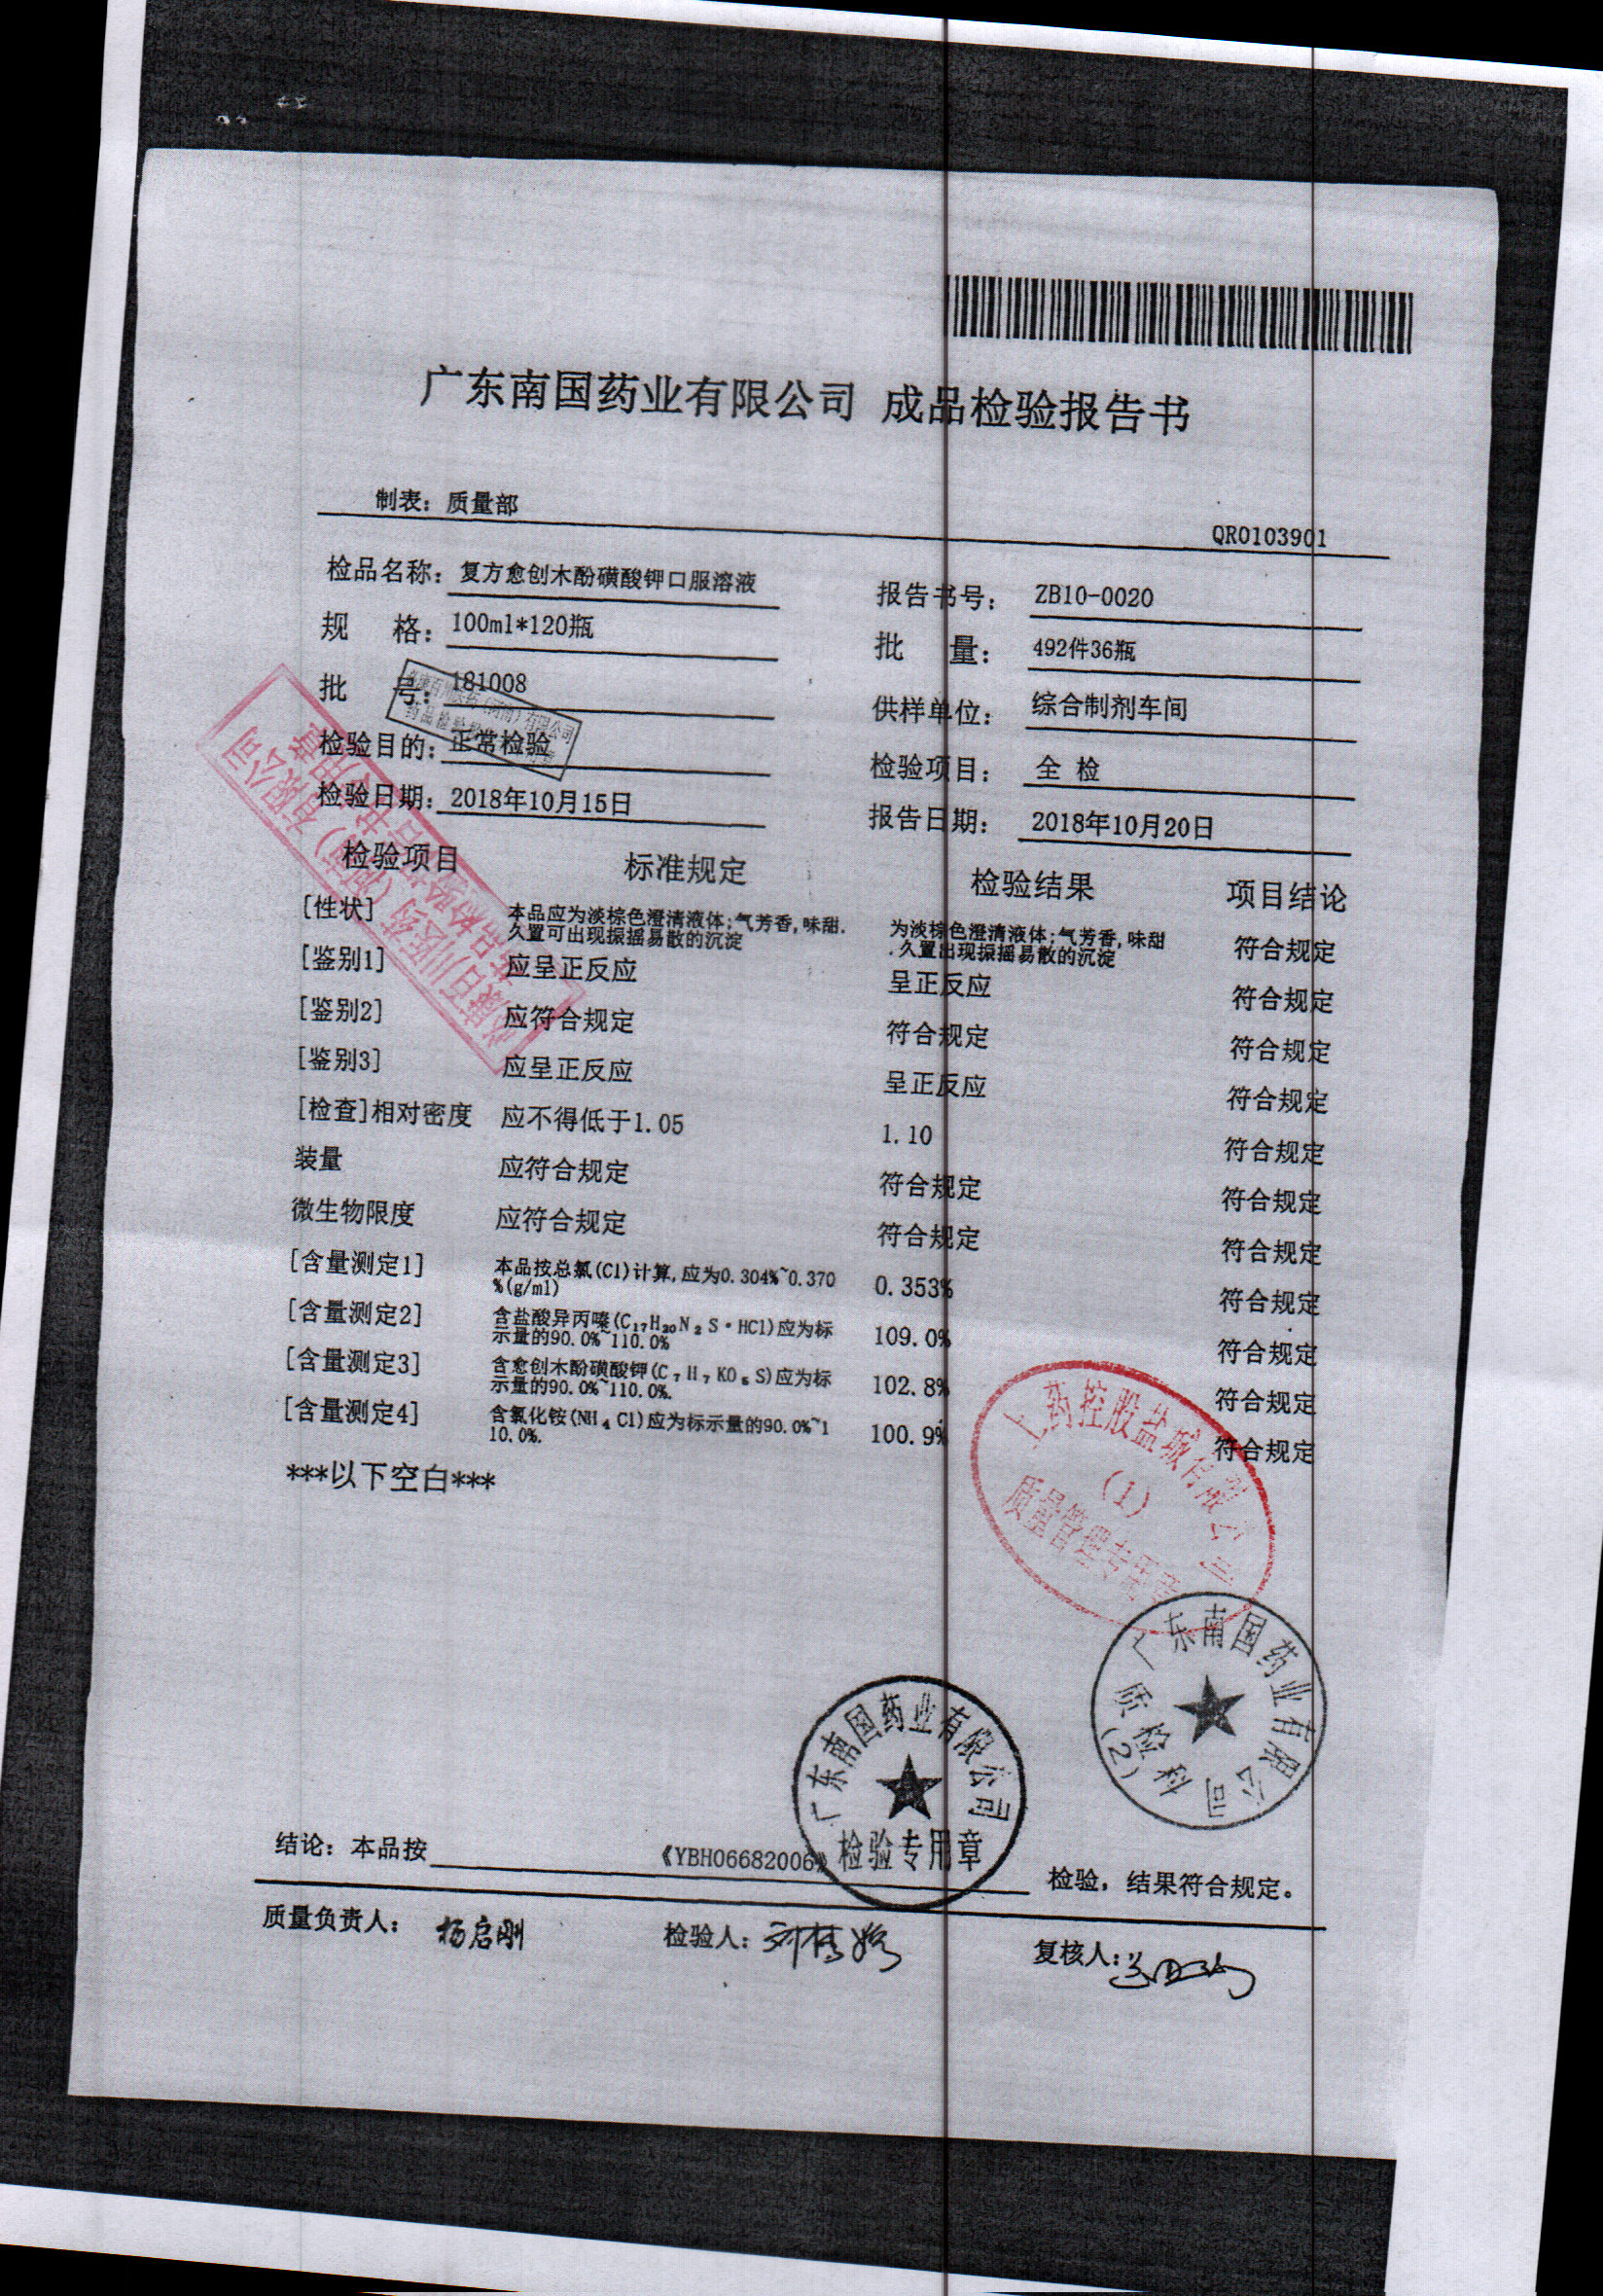 广东南国药业有限公司 成品检验报告书
制表：质量部
QR0103901
检品名称：复方愈创木酚磺酸钾口服溶液 报告书号：ZB10-0020
规 格：100ml*120瓶 批 量：492件36瓶
批 号：181008 供样单位：综合制剂车间
检验目的：正常检验 检验项目：全 检
检验日期：2018年10月15日 报告日期：2018年10月20日
检验项目 标准规定 检验结果 项目结论
[性状] 本品应为淡棕色澄清液体;气芳香,味甜. 为淡棕色澄清液体;气芳香,味甜 符合规定
久置可出现振摇易散的沉淀 .久置出现振摇易散的沉淀
[鉴别1] 应呈正反应 呈正反应 符合规定
[鉴别2] 应符合规定 符合规定 符合规定
[鉴别3] 应呈正反应 呈正反应 符合规定
[检查]相对密度 应不得低于1.05 1.10 符合规定
装量 应符合规定 符合规定 符合规定
微生物限度 应符合规定 符合规定 符合规定
[含量测定1] 本品按总氯(Cl)计算,应为0.304%~0.370 0.353% 符合规定
%(g/ml)
[含量测定2] 含盐酸异丙嗪(C₁₇H₂₀N₂S·HCl)应为标 109.0% 符合规定
示量的90.0%~110.0%
[含量测定3] 含愈创木酚磺酸钾(C₇H₇KO₅S)应为标 102.8% 符合规定
示量的90.0%~110.0%.
[含量测定4] 含氯化铵(NH₄Cl)应为标示量的90.0%~1 100.9% 符合规定
10.0%.
***以下空白***
上药控股盐城有限公司
(1)
质量管理专用章
广东南国药业有限公司
质检科
(2)
广东南国药业有限公司
检验专用章
结论：本品按 《YBH06682006》 检验，结果符合规定。
质量负责人：杨启刚 检验人： 复核人：